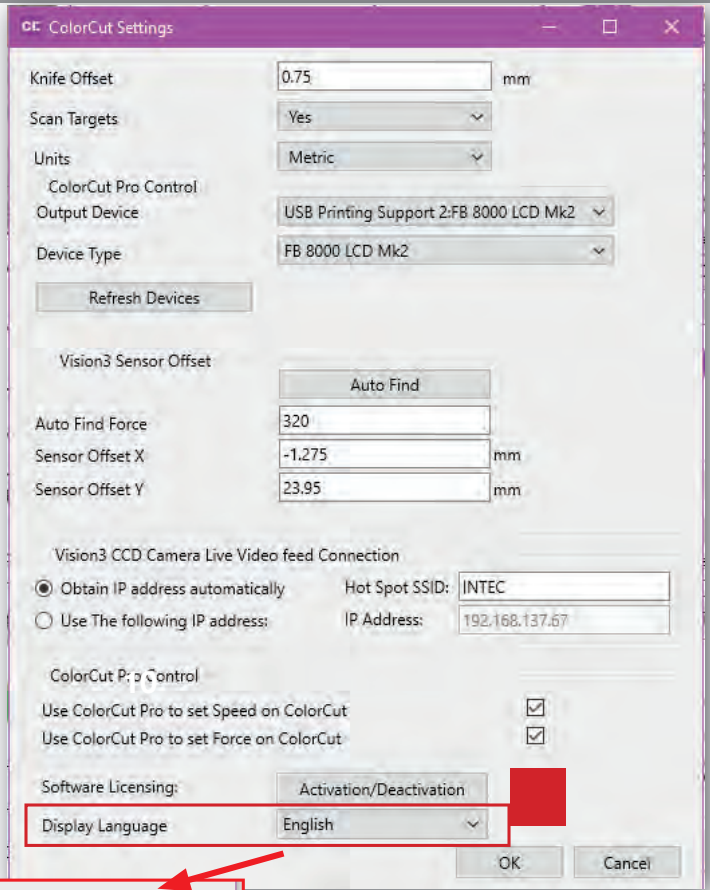 CC ColorCut Settings
Knife Offset 0.75 mm
Scan Targets Yes
Units Metric
ColorCut Pro Control
Output Device USB Printing Support 2:FB 8000 LCD Mk2
Device Type FB 8000 LCD Mk2
Refresh Devices
Vision3 Sensor Offset
Auto Find
Auto Find Force 320
Sensor Offset X -1.275 mm
Sensor Offset Y 23.95 mm
Vision3 CCD Camera Live Video feed Connection
Obtain IP address automatically Hot Spot SSID: INTEC
Use The following IP address: IP Address: 192.168.137.67
ColorCut Pro Control
10.
Use ColorCut Pro to set Speed on ColorCut
Use ColorCut Pro to set Force on ColorCut
Software Licensing: Activation/Deactivation
Display Language English
OK Cancel